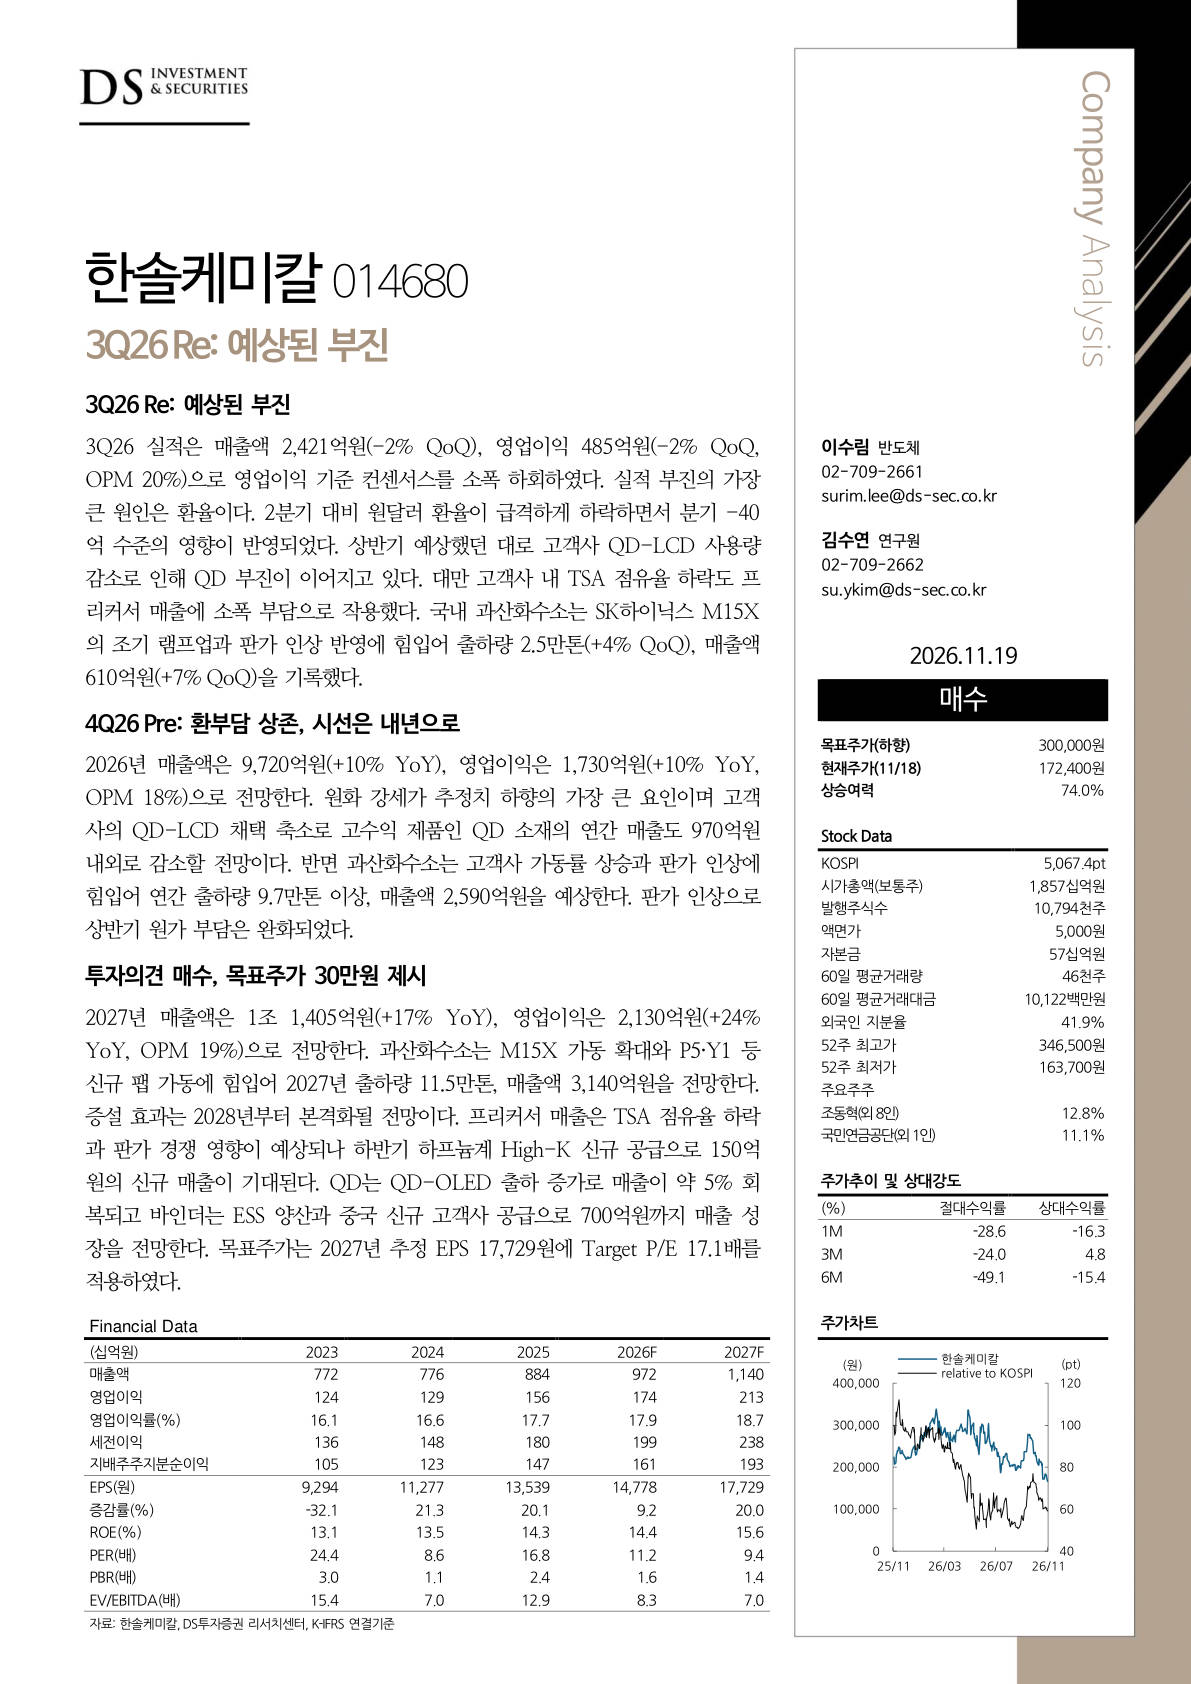 DS INVESTMENT
& SECURITIES
Company Analysis
한솔케미칼 014680
3Q26 Re: 예상된 부진
3Q26 Re: 예상된 부진
3Q26 실적은 매출액 2,421억원(-2% QoQ), 영업이익 485억원(-2% QoQ,
OPM 20%)으로 영업이익 기준 컨센서스를 소폭 하회하였다. 실적 부진의 가장
큰 원인은 환율이다. 2분기 대비 원달러 환율이 급격하게 하락하면서 분기 -40
억 수준의 영향이 반영되었다. 상반기 예상했던 대로 고객사 QD-LCD 사용량
감소로 인해 QD 부진이 이어지고 있다. 대만 고객사 내 TSA 점유율 하락도 프
리커서 매출에 소폭 부담으로 작용했다. 국내 과산화수소는 SK하이닉스 M15X
의 조기 램프업과 판가 인상 반영에 힘입어 출하량 2.5만톤(+4% QoQ), 매출액
610억원(+7% QoQ)을 기록했다.
4Q26 Pre: 환부담 상존, 시선은 내년으로
2026년 매출액은 9,720억원(+10% YoY), 영업이익은 1,730억원(+10% YoY,
OPM 18%)으로 전망한다. 원화 강세가 추정치 하향의 가장 큰 요인이며 고객
사의 QD-LCD 채택 축소로 고수익 제품인 QD 소재의 연간 매출도 970억원
내외로 감소할 전망이다. 반면 과산화수소는 고객사 가동률 상승과 판가 인상에
힘입어 연간 출하량 9.7만톤 이상, 매출액 2,590억원을 예상한다. 판가 인상으로
상반기 원가 부담은 완화되었다.
투자의견 매수, 목표주가 30만원 제시
2027년 매출액은 1조 1,405억원(+17% YoY), 영업이익은 2,130억원(+24%
YoY, OPM 19%)으로 전망한다. 과산화수소는 M15X 가동 확대와 P5·Y1 등
신규 팹 가동에 힘입어 2027년 출하량 11.5만톤, 매출액 3,140억원을 전망한다.
증설 효과는 2028년부터 본격화될 전망이다. 프리커서 매출은 TSA 점유율 하락
과 판가 경쟁 영향이 예상되나 하반기 하프늄계 High-K 신규 공급으로 150억
원의 신규 매출이 기대된다. QD는 QD-OLED 출하 증가로 매출이 약 5% 회
복되고 바인더는 ESS 양산과 중국 신규 고객사 공급으로 700억원까지 매출 성
장을 전망한다. 목표주가는 2027년 추정 EPS 17,729원에 Target P/E 17.1배를
적용하였다.
Financial Data
(십억원) 2023 2024 2025 2026F 2027F
매출액 772 776 884 972 1,140
영업이익 124 129 156 174 213
영업이익률(%) 16.1 16.6 17.7 17.9 18.7
세전이익 136 148 180 199 238
지배주주지분순이익 105 123 147 161 193
EPS(원) 9,294 11,277 13,539 14,778 17,729
증감률(%) -32.1 21.3 20.1 9.2 20.0
ROE(%) 13.1 13.5 14.3 14.4 15.6
PER(배) 24.4 8.6 16.8 11.2 9.4
PBR(배) 3.0 1.1 2.4 1.6 1.4
EV/EBITDA(배) 15.4 7.0 12.9 8.3 7.0
자료: 한솔케미칼, DS투자증권 리서치센터, K-IFRS 연결기준
이수림 반도체
02-709-2661
surim.lee@ds-sec.co.kr
김수연 연구원
02-709-2662
su.ykim@ds-sec.co.kr
2026.11.19
매수
목표주가(하향) 300,000원
현재주가(11/18) 172,400원
상승여력 74.0%
Stock Data
KOSPI 5,067.4pt
시가총액(보통주) 1,857십억원
발행주식수 10,794천주
액면가 5,000원
자본금 57십억원
60일 평균거래량 46천주
60일 평균거래대금 10,122백만원
외국인 지분율 41.9%
52주 최고가 346,500원
52주 최저가 163,700원
주요주주
조동혁(외 8인) 12.8%
국민연금공단(외 1인) 11.1%
주가추이 및 상대강도
(%) 절대수익률 상대수익률
1M -28.6 -16.3
3M -24.0 4.8
6M -49.1 -15.4
주가차트
(원) 한솔케미칼 (pt)
relative to KOSPI
400,000 120
300,000 100
200,000 80
100,000 60
0 40
25/11 26/03 26/07 26/11